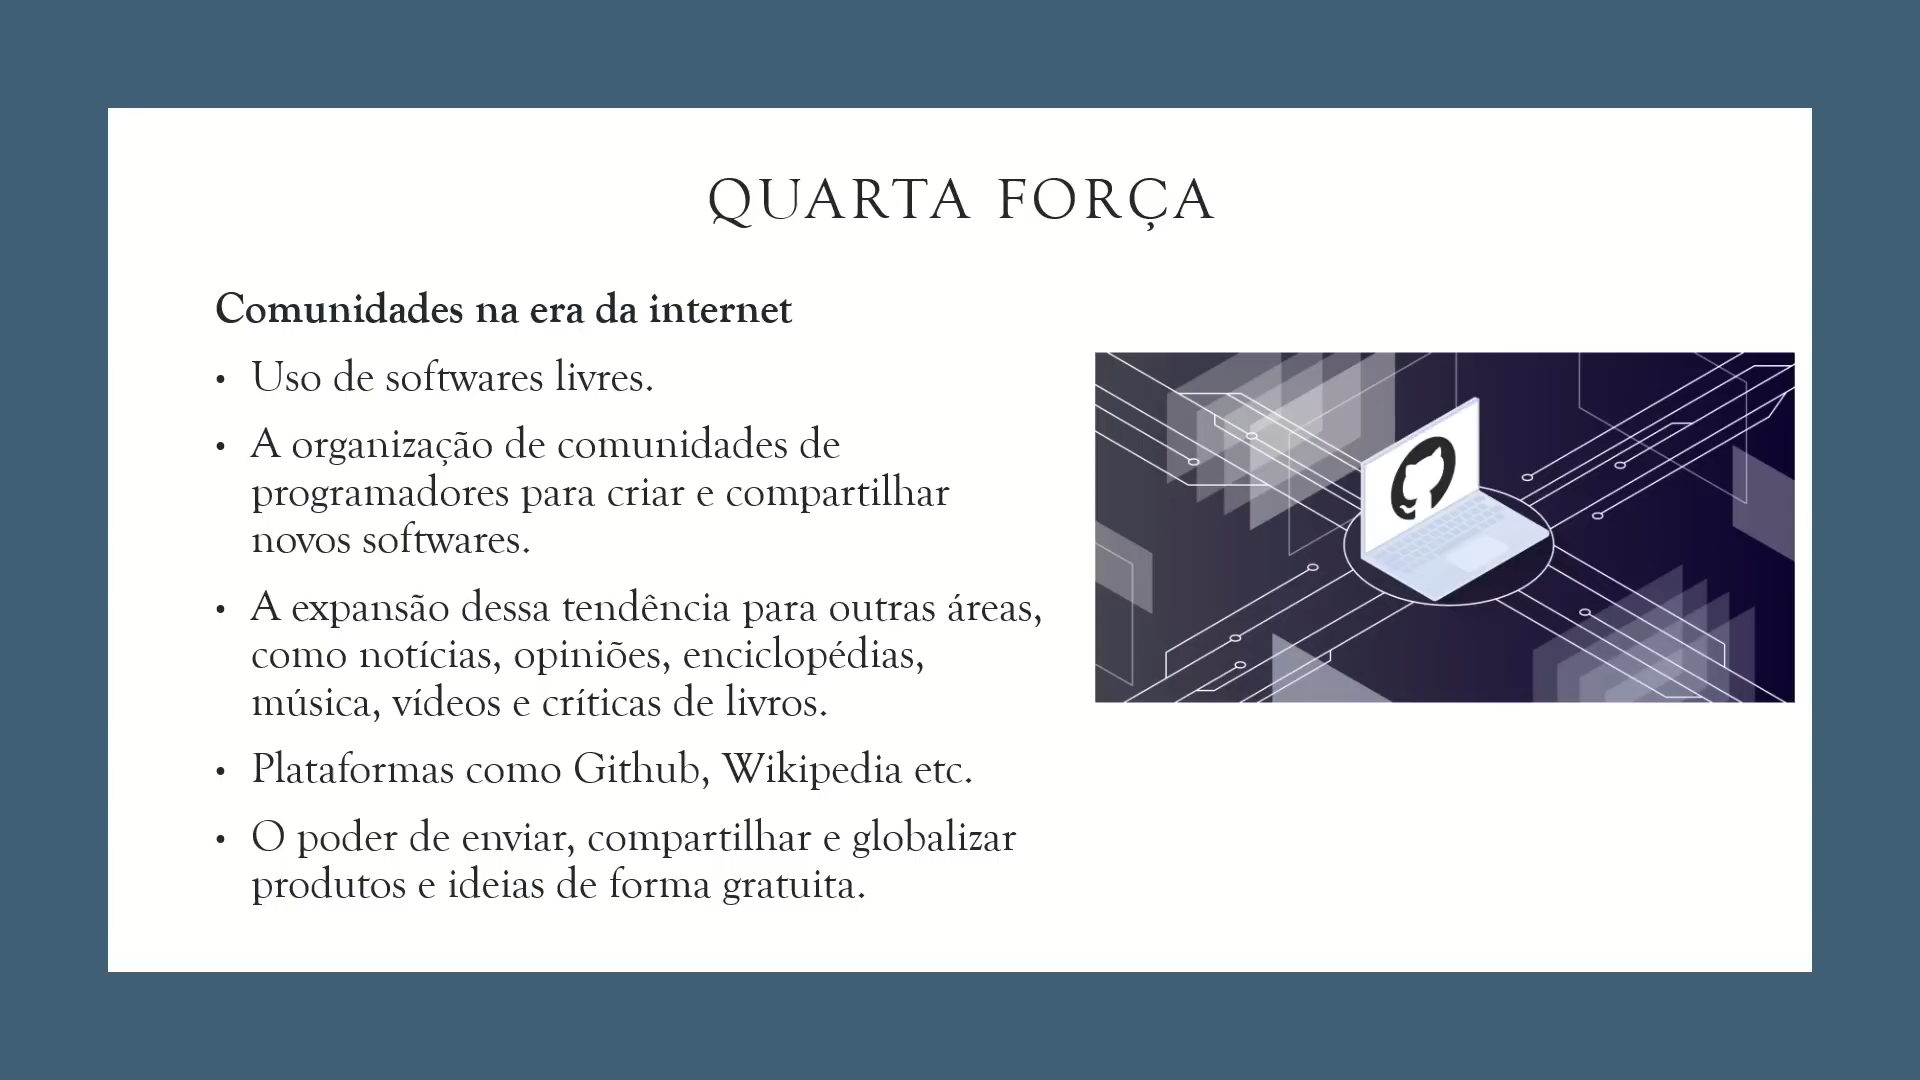 QUARTA FORÇA
Comunidades na era da internet
• Uso de softwares livres.
• A organização de comunidades de
programadores para criar e compartilhar
novos softwares.
• A expansão dessa tendência para outras áreas,
como notícias, opiniões, enciclopédias,
música, vídeos e críticas de livros.
• Plataformas como Github, Wikipedia etc.
• O poder de enviar, compartilhar e globalizar
produtos e ideias de forma gratuita.